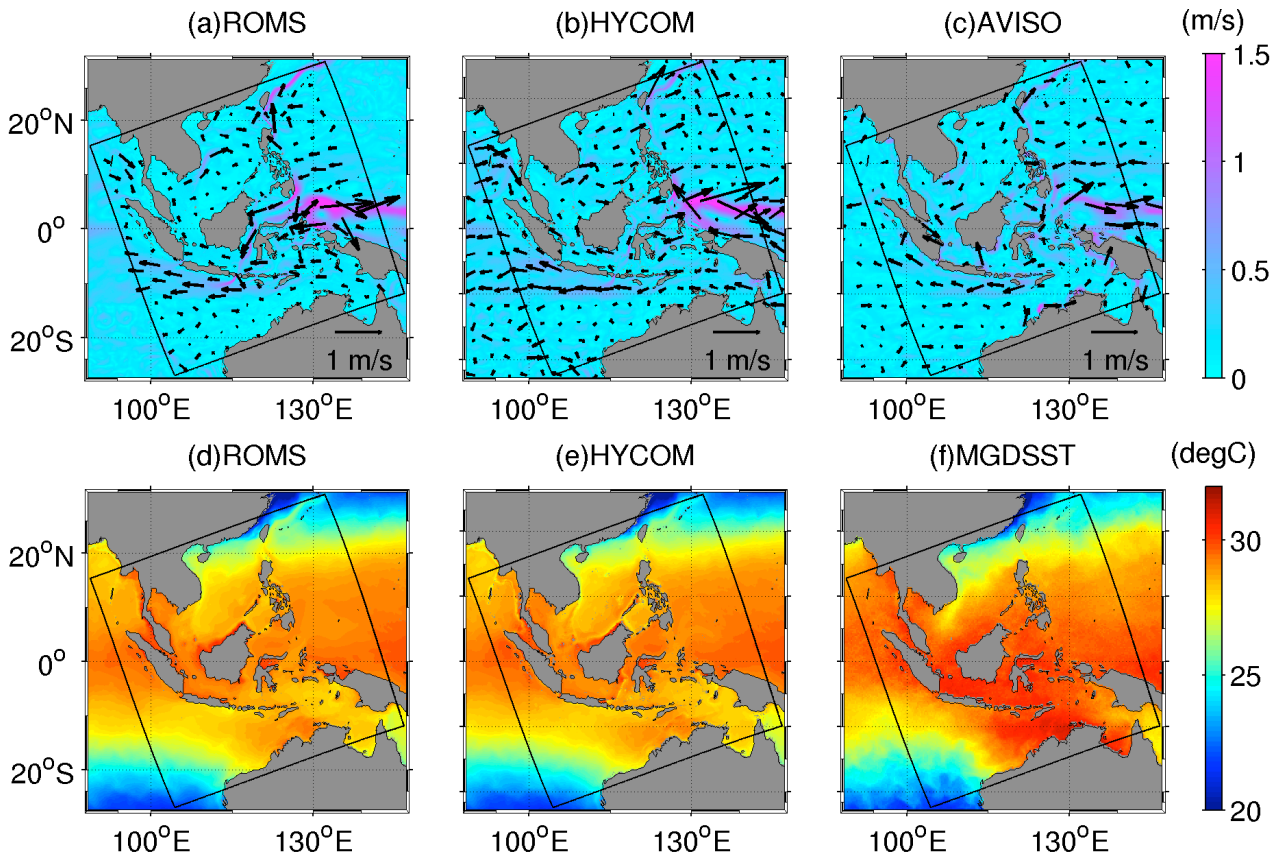 (a)ROMS (b)HYCOM (c)AVISO (m/s)
1.5
20°N
1
0°
0.5
20°S
1 m/s 1 m/s 1 m/s
0
100°E 130°E 100°E 130°E 100°E 130°E
(d)ROMS (e)HYCOM (f)MGDSST (degC)
20°N 30
0°
25
20°S
20
100°E 130°E 100°E 130°E 100°E 130°E